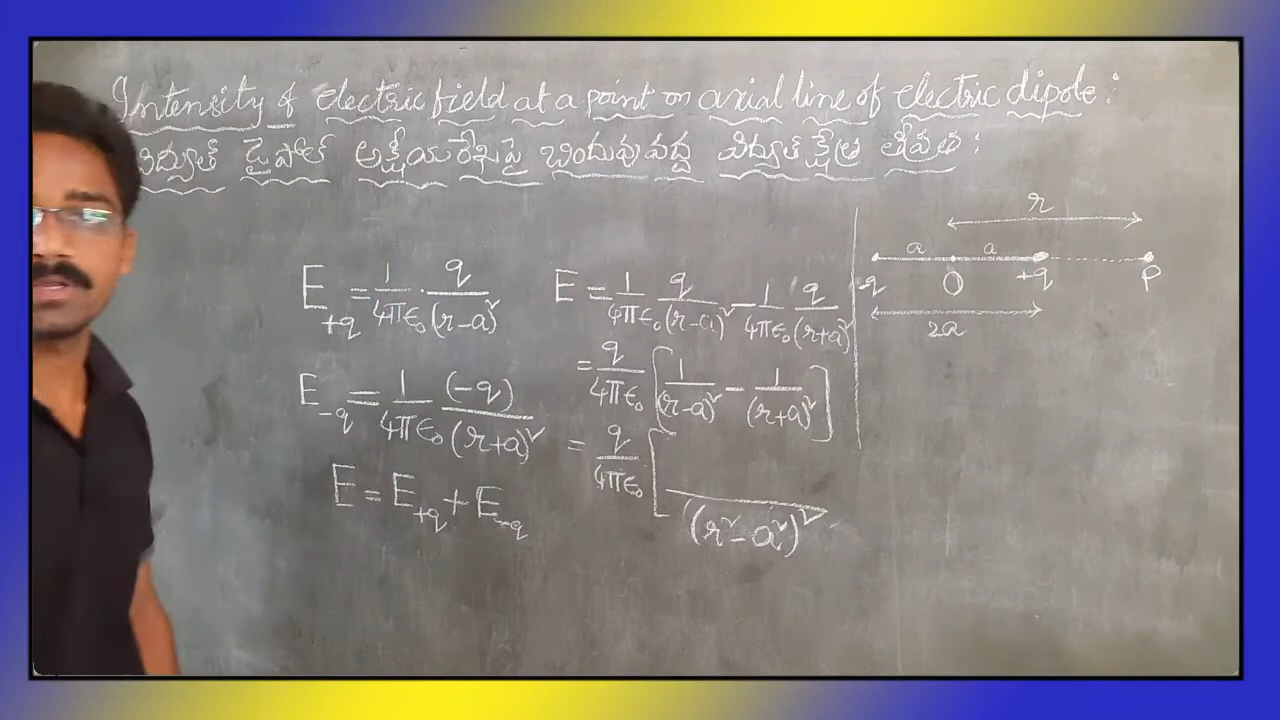 Intensity of electric field at a point on axial line of electric dipole:
విద్యుత్ డైపోల్ అక్షీయరేఖపై బిందువు వద్ద విద్యుత్ క్షేత్ర తీవ్రత:
E₊q = 1/4πε₀ · q/(r-a)²
E₋q = 1/4πε₀ (-q)/(r+a)²
E = E₊q + E₋q
E = 1/4πε₀ q/(r-a)² - 1/4πε₀ q/(r+a)²
= q/4πε₀ [1/(r-a)² - 1/(r+a)²]
= q/4πε₀ [ /(r²-a²)²
r
a a
-q O +q P
2a